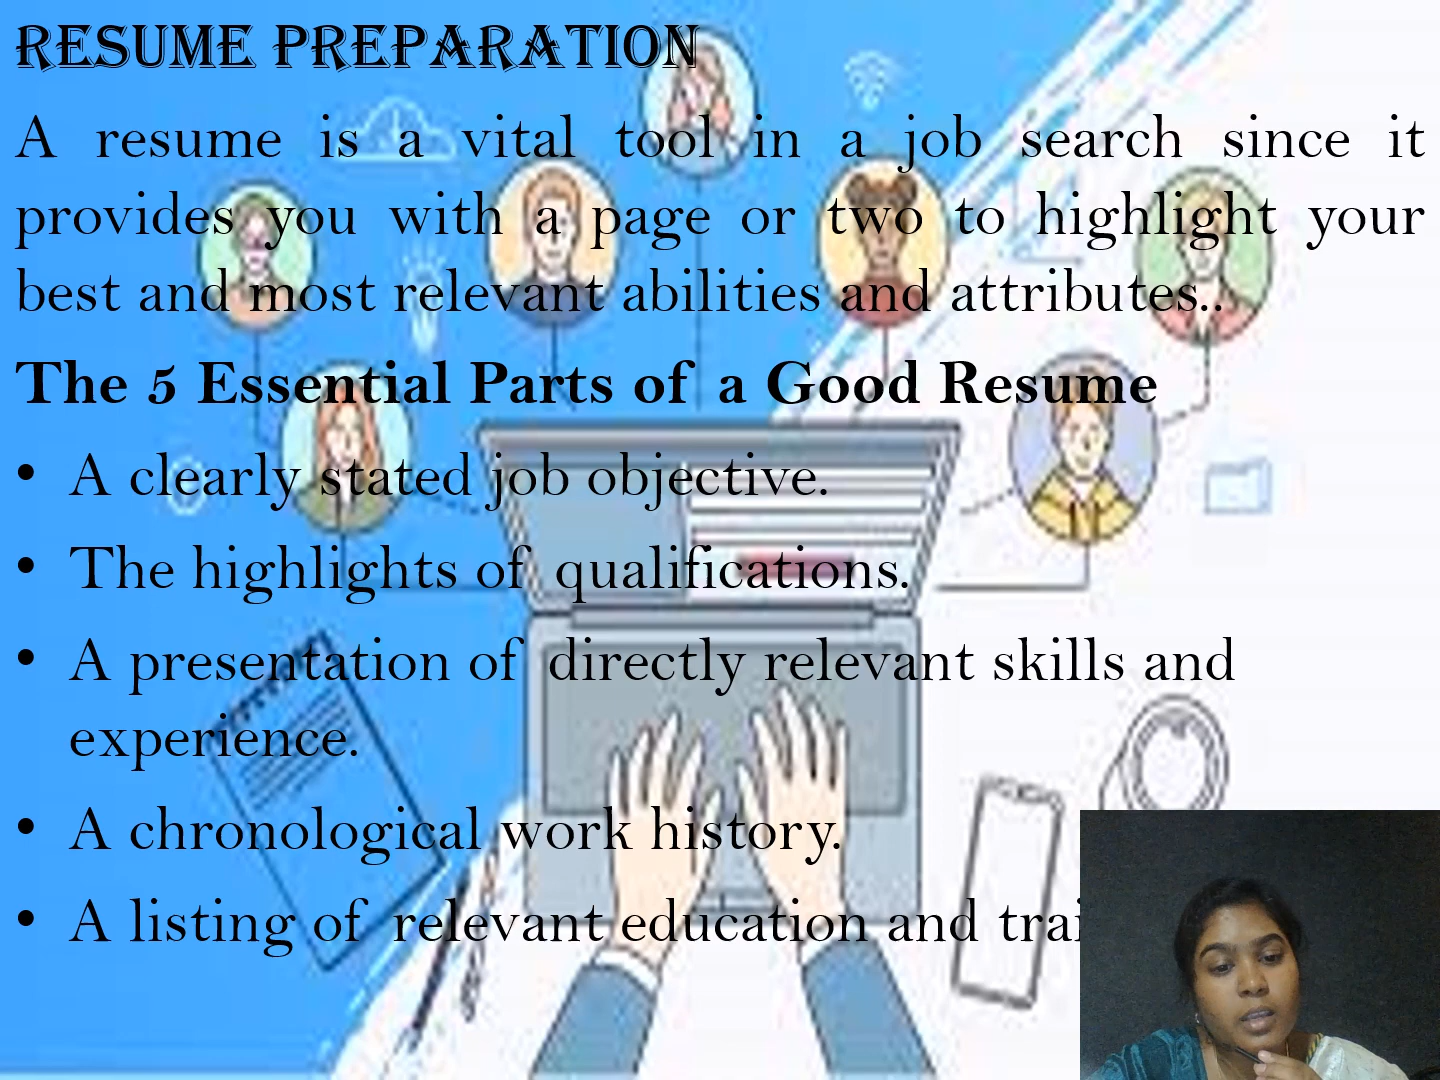 RESUME PREPARATION
A resume is a vital tool in a job search since it
provides you with a page or two to highlight your
best and most relevant abilities and attributes..
The 5 Essential Parts of a Good Resume
• A clearly stated job objective.
• The highlights of qualifications.
• A presentation of directly relevant skills and
experience.
• A chronological work history.
• A listing of relevant education and